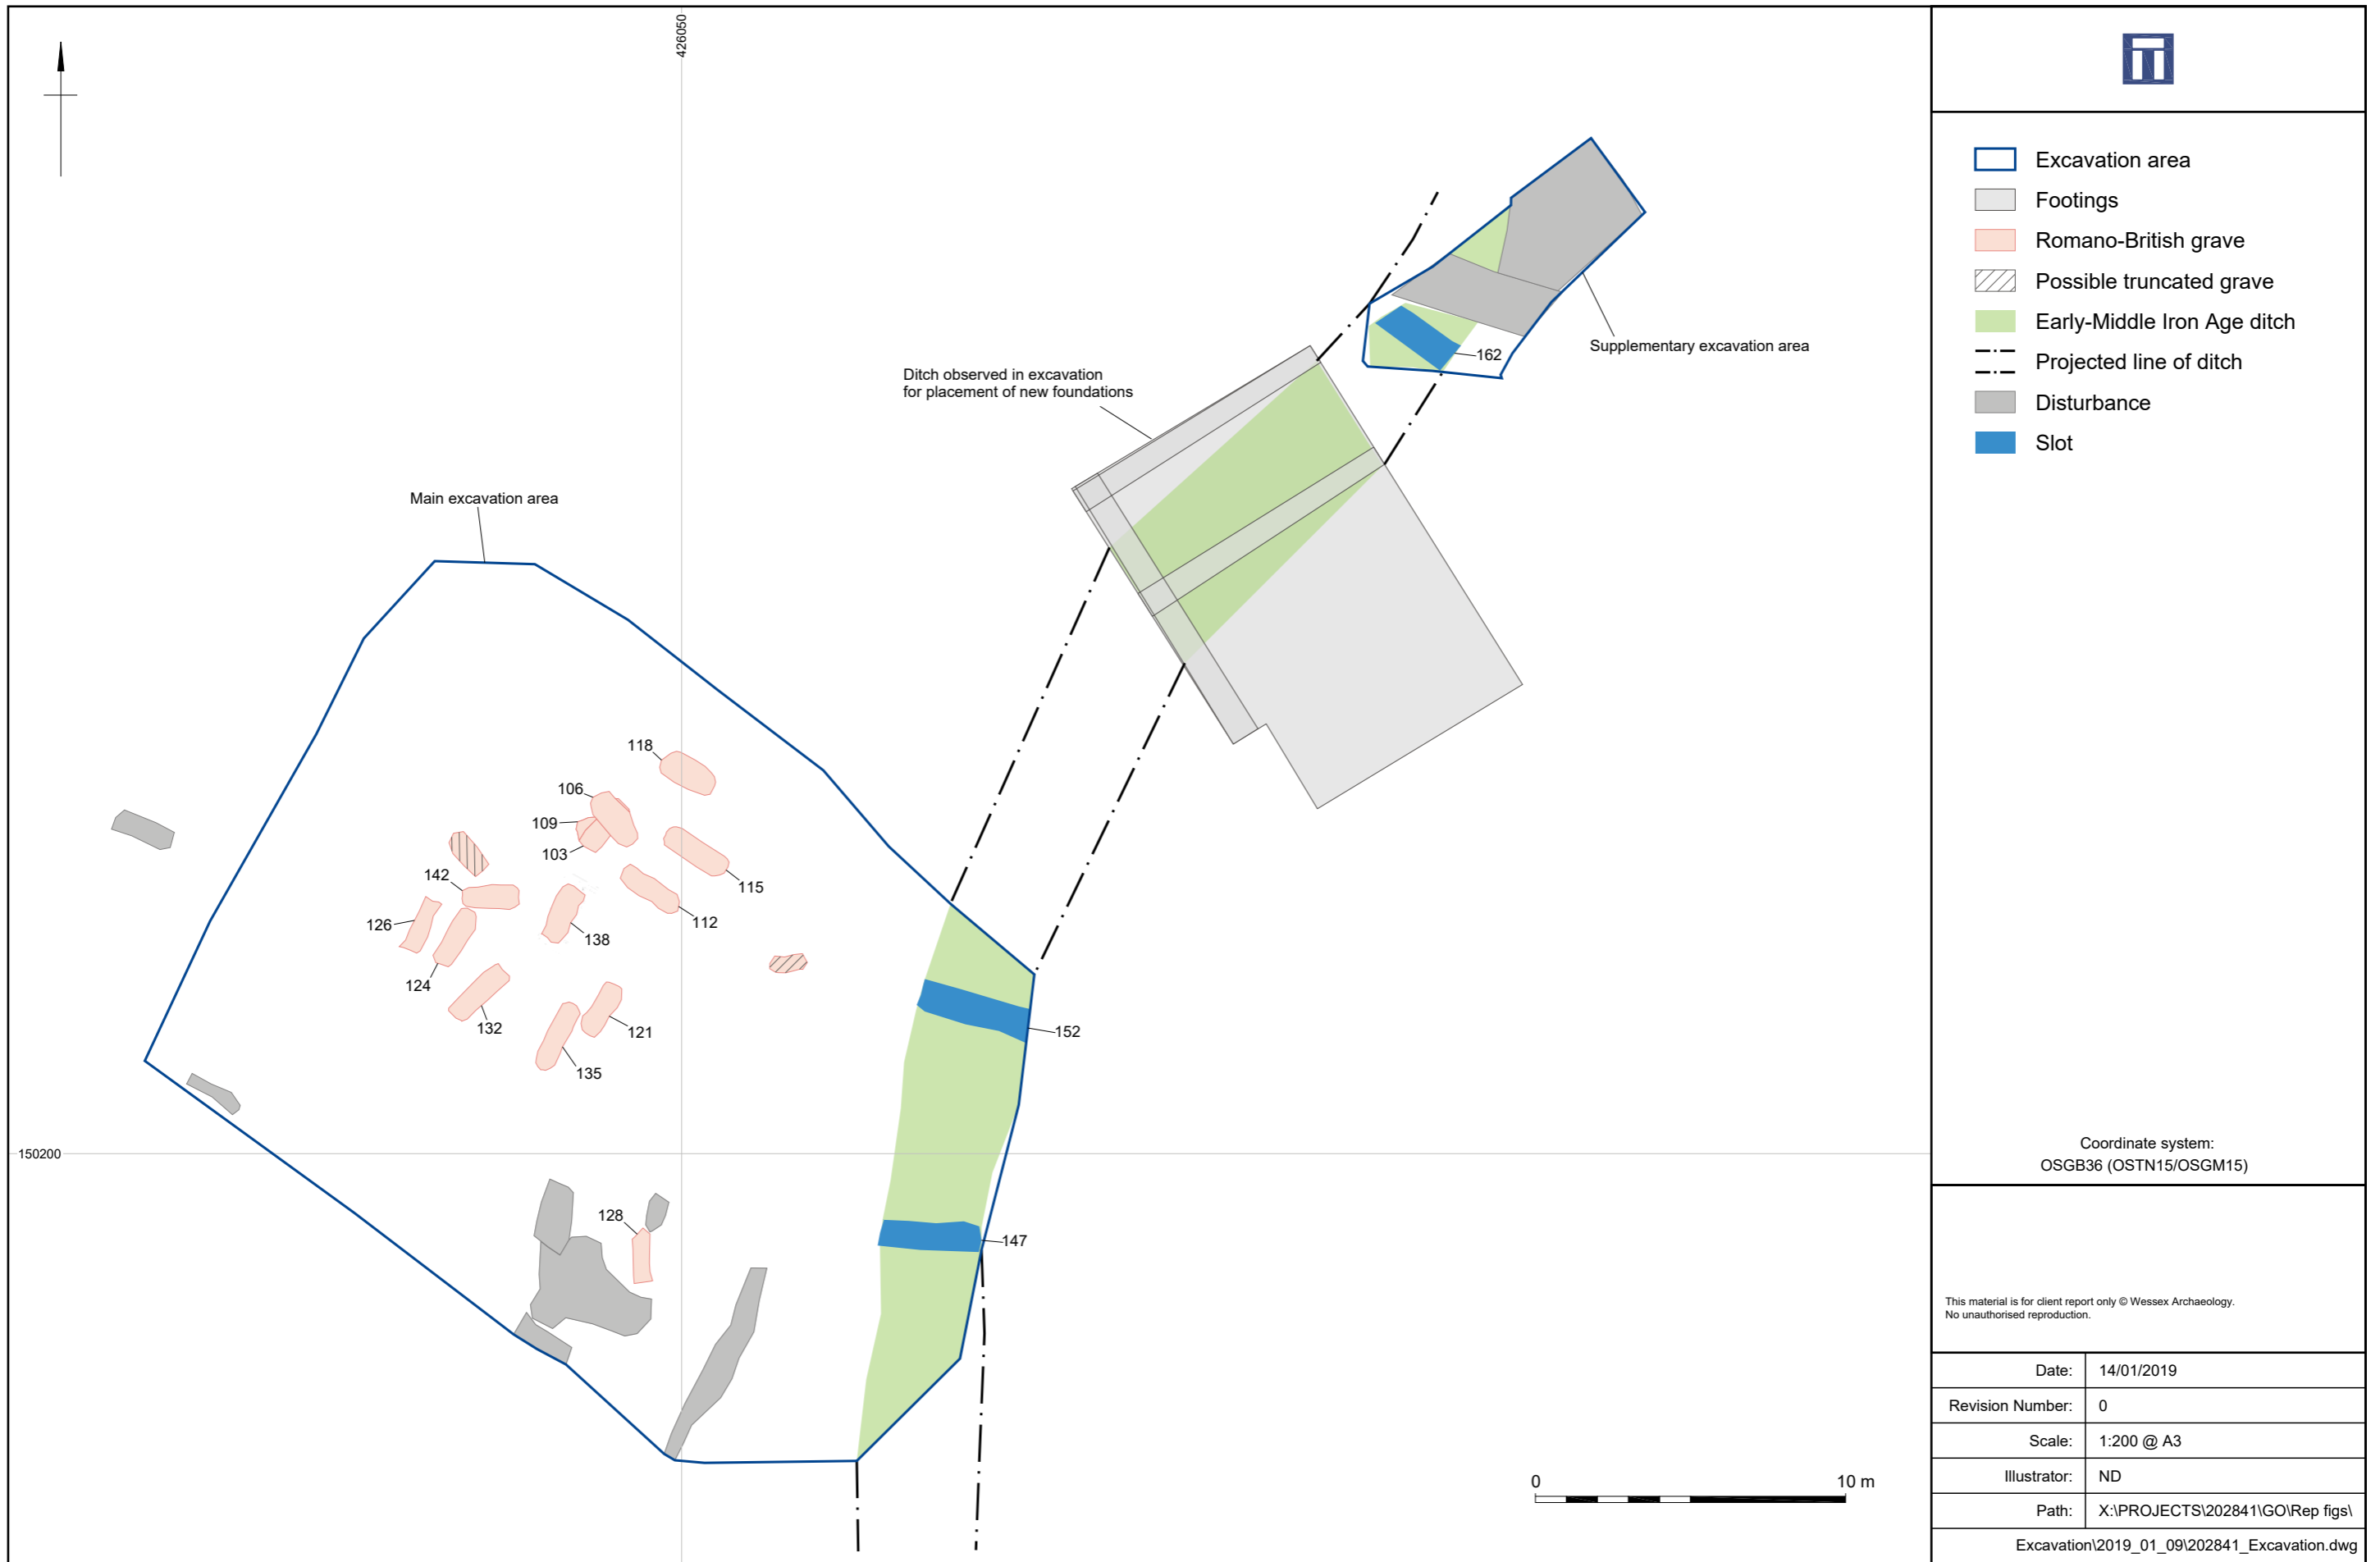 426050
150200
Main excavation area
Ditch observed in excavation
for placement of new foundations
Supplementary excavation area
162
118
106
109
103
142
126
124
132
138
112
115
121
135
128
152
147
0 10 m
Excavation area
Footings
Romano-British grave
Possible truncated grave
Early-Middle Iron Age ditch
Projected line of ditch
Disturbance
Slot
Coordinate system:
OSGB36 (OSTN15/OSGM15)
This material is for client report only © Wessex Archaeology.
No unauthorised reproduction.
Date: 14/01/2019
Revision Number: 0
Scale: 1:200 @ A3
Illustrator: ND
Path: X:\PROJECTS\202841\GO\Rep figs\
Excavation\2019_01_09\202841_Excavation.dwg